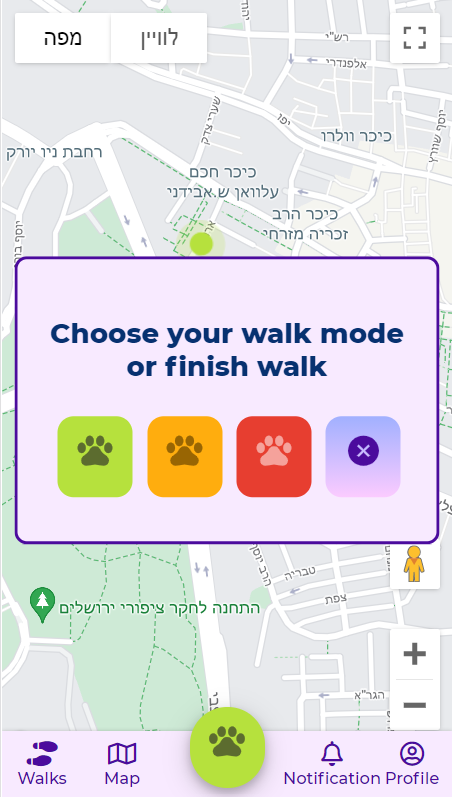 מפה
לוויין
רש"י
אלפנדרי
שערי צדק
יפו
כיכר וולרו
יוסף שוורץ
רחבת ניו יורק
כיכר חכם
עלוואן ש.אבידני
כיכר הרב
זכריה מזרחי
Choose your walk mode
or finish walk
הרב יוסף
טבריה
צפת
התחנה לחקר ציפורי ירושלים
הגר"א
Walks
Map
Notification
Profile